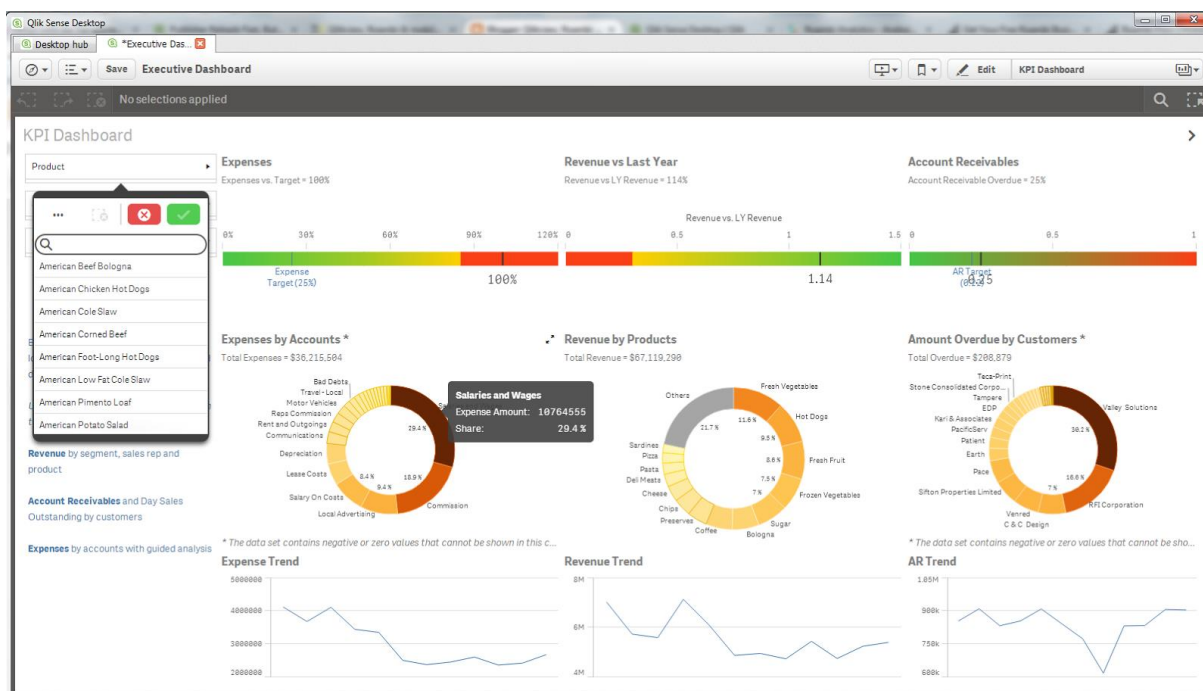 Qlik Sense Desktop
Desktop hub
*Executive Das...
Save
Executive Dashboard
Edit
KPI Dashboard
No selections applied
KPI Dashboard
Product
American Beef Bologna
American Chicken Hot Dogs
American Cole Slaw
American Corned Beef
American Foot-Long Hot Dogs
American Low Fat Cole Slaw
American Pimento Loaf
American Potato Salad
Revenue by segment, sales rep and
product
Account Receivables and Day Sales
Outstanding by customers
Expenses by accounts with guided analysis
Expenses
Expenses vs. Target = 100%
0% 30% 60% 90% 120%
Expense
Target (25%)
100%
Revenue vs Last Year
Revenue vs LY Revenue = 114%
Revenue vs. LY Revenue
0 0.5 1 1.5
1.14
Account Receivables
Account Receivable Overdue = 25%
0 0.5 1
AR Target
0.25
Expenses by Accounts *
Total Expenses = $36,215,504
Bad Debts
Travel - Local
Motor Vehicles
Reps Commission
Rent and Outgoings
Communications
Depreciation
Lease Costs
Salary On Costs
Local Advertising
Commission
29.4 %
18.9 %
9.4 %
8.4 %
Salaries and Wages
Expense Amount: 10764555
Share: 29.4 %
* The data set contains negative or zero values that cannot be shown in this c...
Revenue by Products
Total Revenue = $67,119,290
Others
Fresh Vegetables
Hot Dogs
Fresh Fruit
Frozen Vegetables
Sugar
Bologna
Coffee
Preserves
Chips
Cheese
Deli Meats
Pasta
Pizza
Sardines
21.7 %
11.6 %
9.5 %
8.6 %
7.5 %
7 %
Amount Overdue by Customers *
Total Overdue = $208,879
Teca-Print
Stone Consolidated Corpo...
Tampere
EDP
Kari & Associates
PacificServ
Patient
Earth
Pace
Sifton Properties Limited
Venred
C & C Design
RFI Corporation
Valley Solutions
30.2 %
16.6 %
7 %
* The data set contains negative or zero values that cannot be sho...
Expense Trend
5000000
4000000
3000000
2000000
Revenue Trend
8M
6M
4M
AR Trend
1.05M
900k
750k
600k